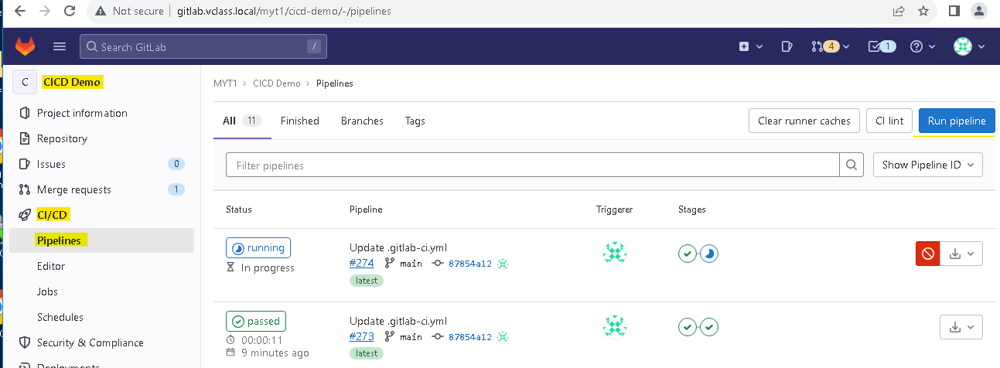 Not secure gitlab.vclass.local/myt1/cicd-demo/-/pipelines
Search GitLab /
4 1
C CICD Demo
MYT1 > CICD Demo > Pipelines
Project information
Repository
Issues 0
Merge requests 1
CI/CD
Pipelines
Editor
Jobs
Schedules
Security & Compliance
Deployments
All 11 Finished Branches Tags
Clear runner caches CI lint Run pipeline
Filter pipelines Show Pipeline ID
Status Pipeline Triggerer Stages
running Update .gitlab-ci.yml
In progress #274 main 87854a12
latest
passed Update .gitlab-ci.yml
00:00:11 #273 main 87854a12
9 minutes ago latest